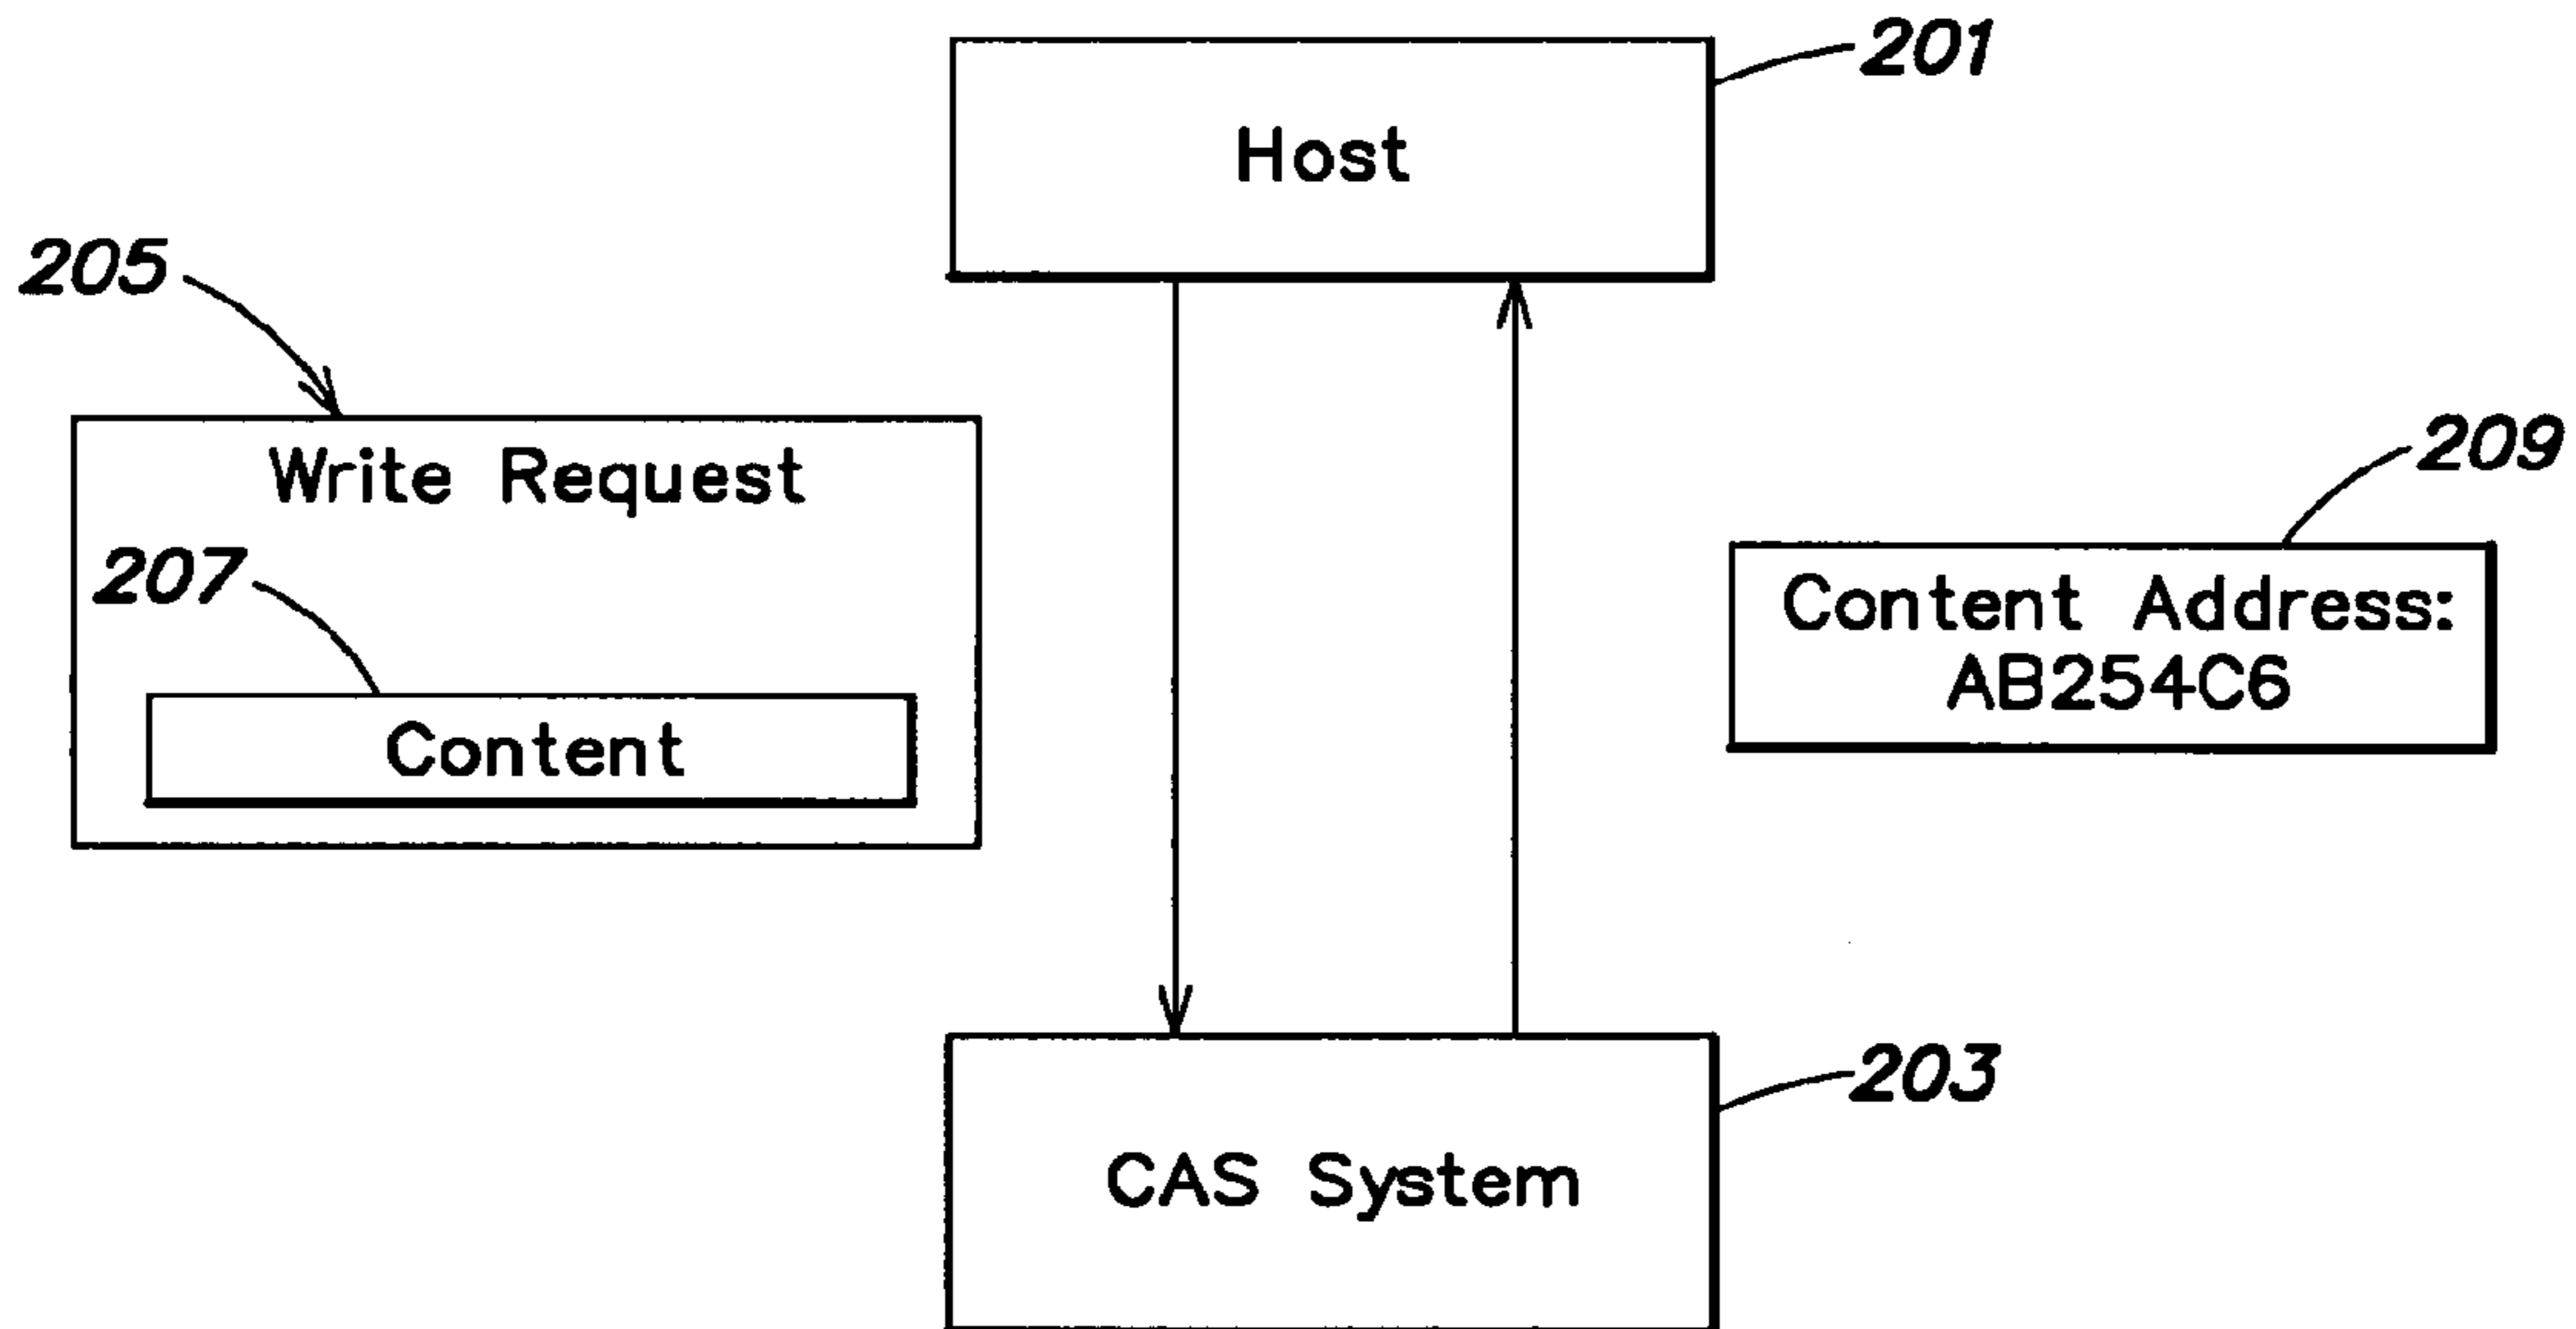 201
Host
205
Write Request
207
Content
209
Content Address:
AB254C6
203
CAS System